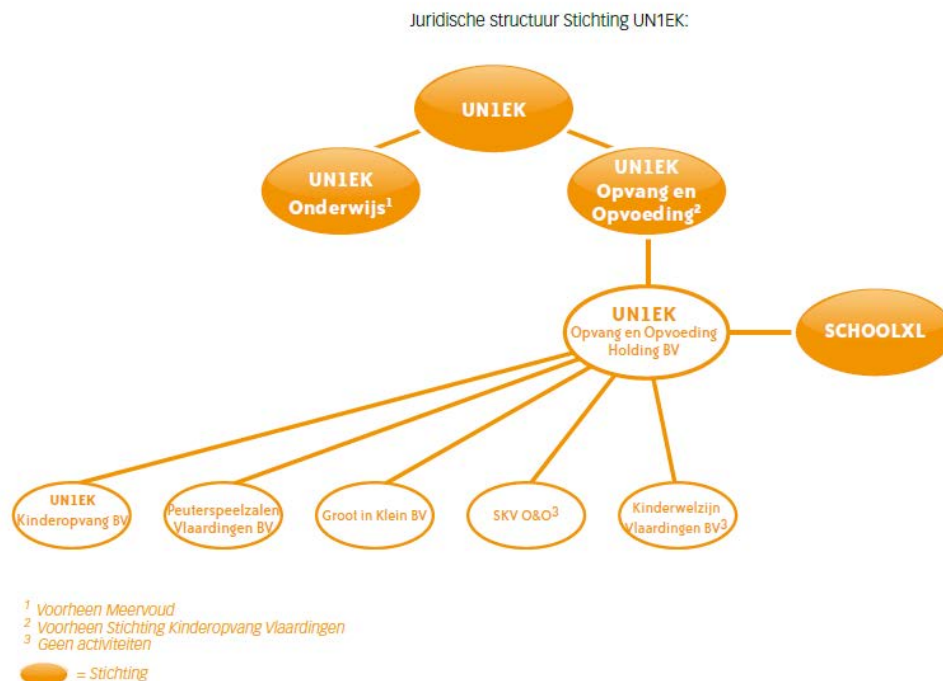 Juridische structuur Stichting UN1EK:
UN1EK
UN1EK
Onderwijs¹
UN1EK
Opvang en
Opvoeding²
UN1EK
Opvang en Opvoeding
Holding BV
SCHOOLXL
UN1EK
Kinderopvang BV
Peuterspeelzalen
Vlaardingen BV
Groot in Klein BV
SKV O&O³
Kinderwelzijn
Vlaardingen BV³
¹ Voorheen Meervoud
² Voorheen Stichting Kinderopvang Vlaardingen
³ Geen activiteiten
= Stichting